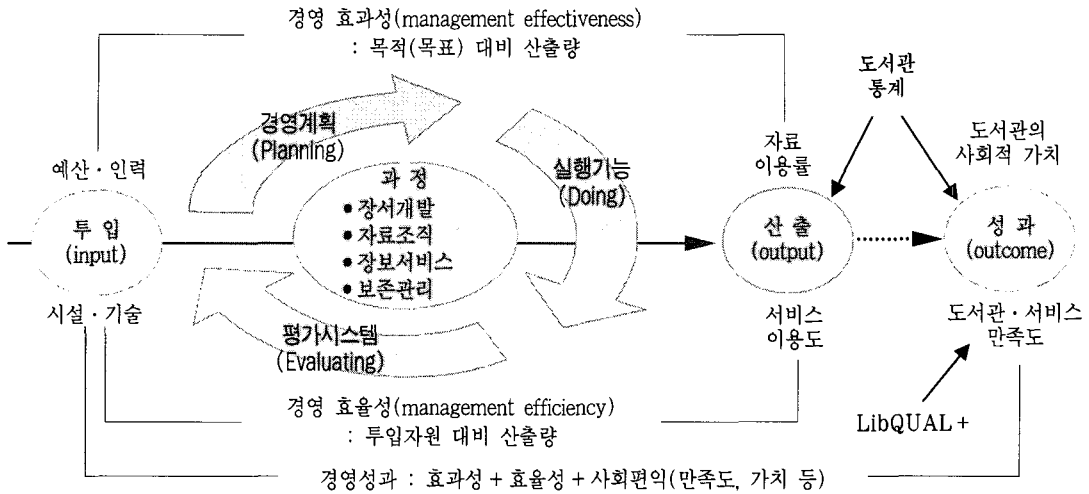 경영 효과성(management effectiveness)
: 목적(목표) 대비 산출량
도서관
통계
경영계획
(Planning)
예산·인력
과 정
● 장서개발
● 자료조직
● 장보서비스
● 보존관리
실행기능
(Doing)
자료
이용률
도서관의
사회적 가치
투 입
(input)
산 출
(output)
성 과
(outcome)
시설·기술
평가시스템
(Evaluating)
서비스
이용도
도서관·서비스
만족도
경영 효율성(management efficiency)
: 투입자원 대비 산출량
LibQUAL+
경영성과 : 효과성+효율성+사회편익(만족도, 가치 등)